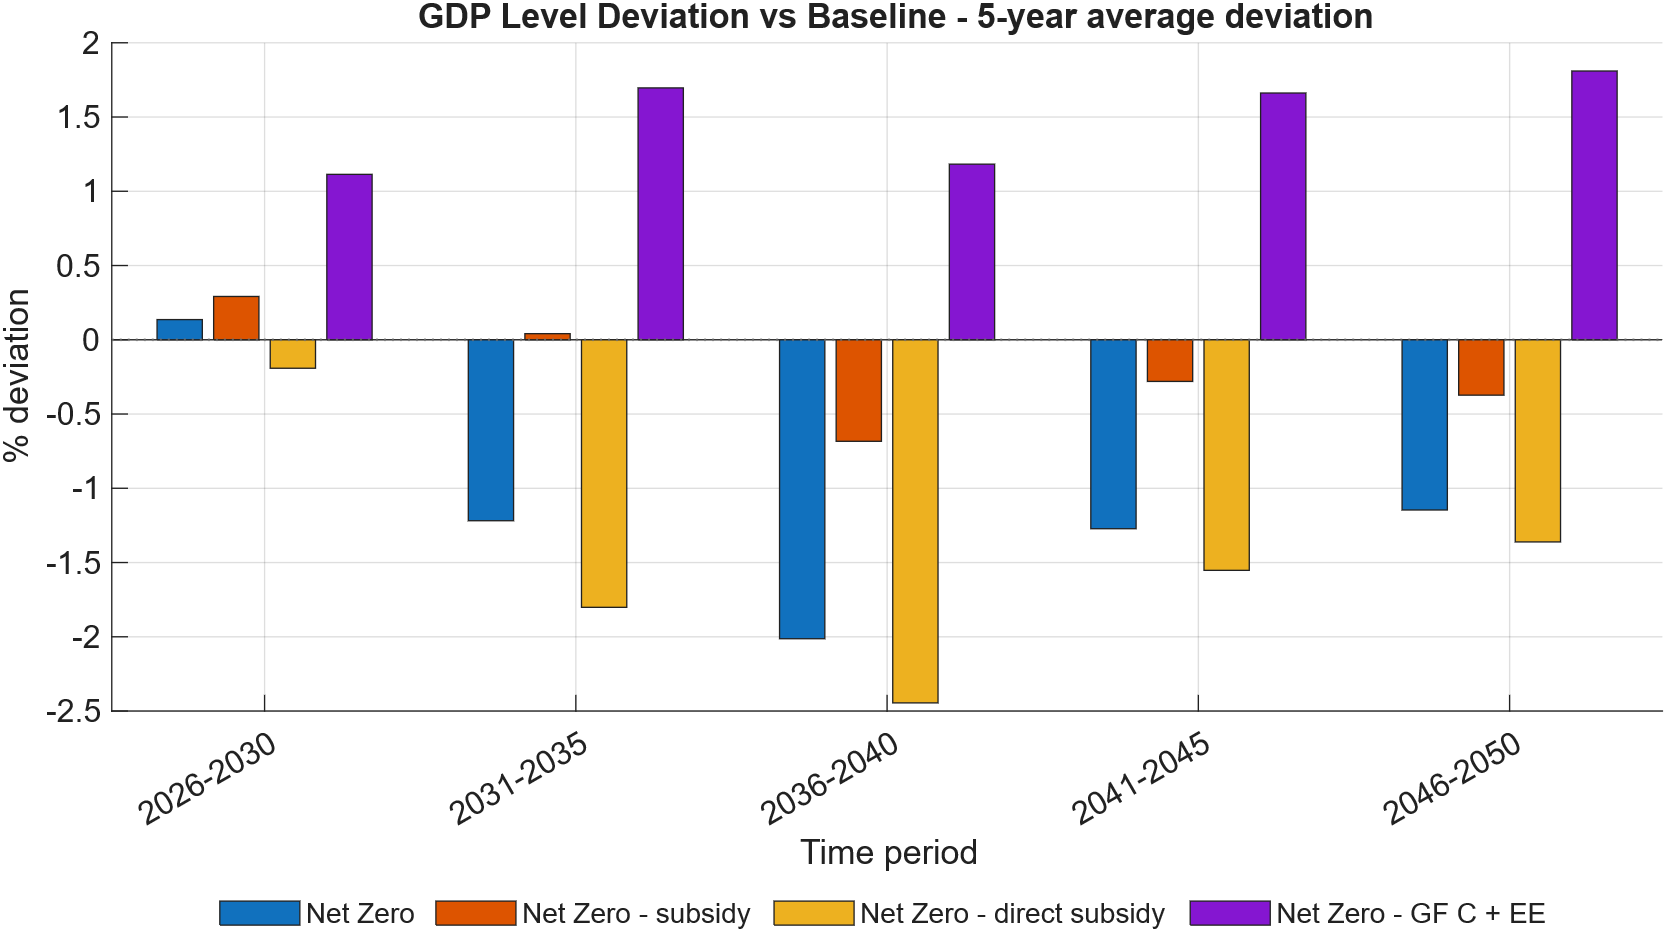 GDP Level Deviation vs Baseline - 5-year average deviation
2
1.5
1
0.5
0
-0.5
-1
-1.5
-2
-2.5
% deviation
2026-2030
2031-2035
2036-2040
2041-2045
2046-2050
Time period
Net Zero
Net Zero - subsidy
Net Zero - direct subsidy
Net Zero - GF C + EE